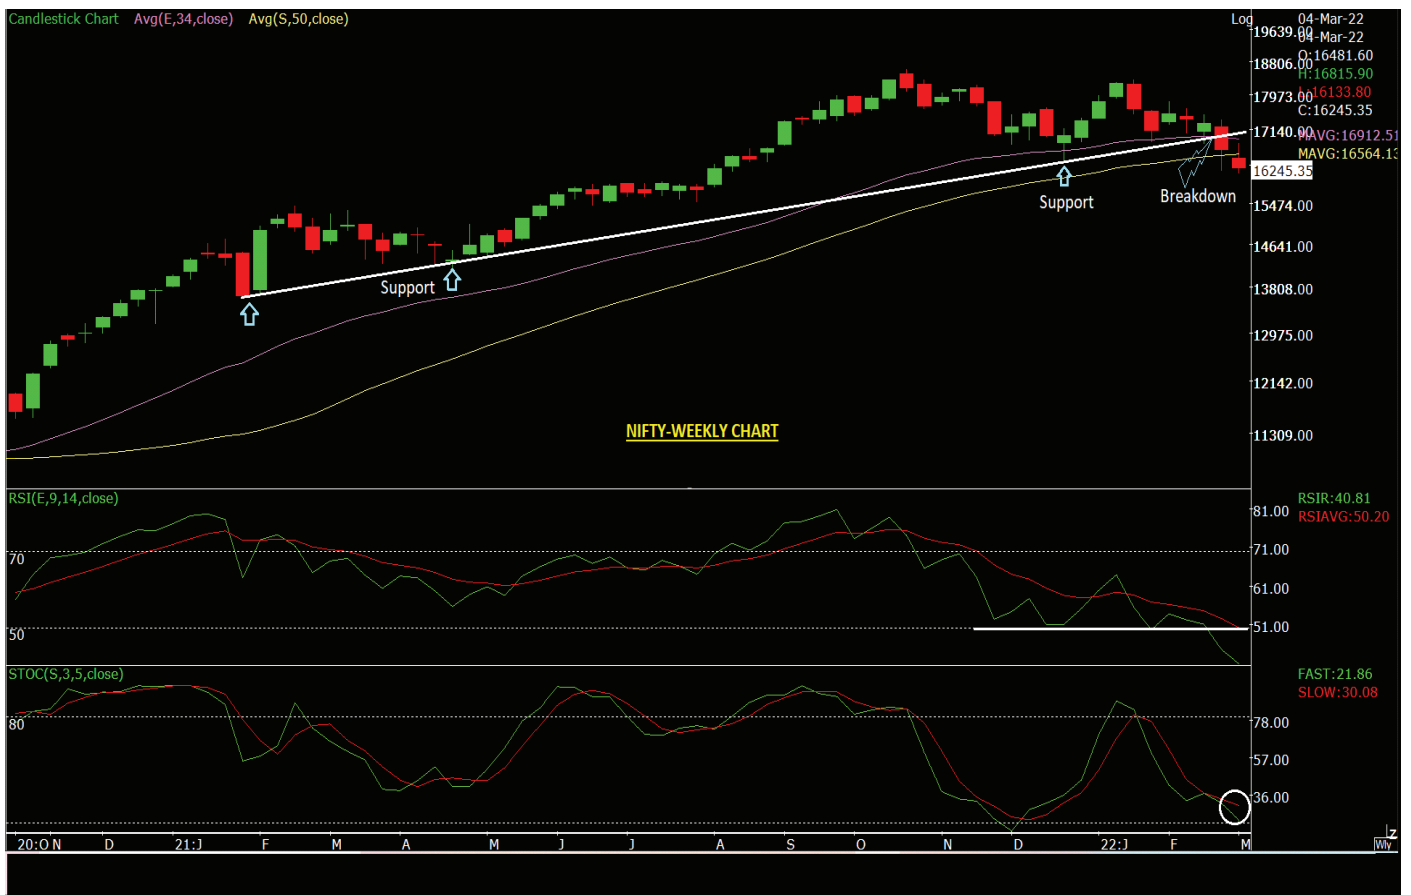 Candlestick Chart Avg(E,34,close) Avg(S,50,close)
Log
04-Mar-22
04-Mar-22
O:16481.60
H:16815.90
L:16133.80
C:16245.35
MAVG:16912.51
MAVG:16564.13
19639.00
18806.00
17973.00
17140.00
16245.35
15474.00
14641.00
13808.00
12975.00
12142.00
11309.00
Support
Support
Breakdown
NIFTY-WEEKLY CHART
RSI(E,9,14,close)
RSIR:40.81
RSIAVG:50.20
81.00
71.00
61.00
51.00
70
50
STOC(S,3,5,close)
FAST:21.86
SLOW:30.08
78.00
57.00
36.00
80
20:O N D 21:J F M A M J J A S O N D 22:J F M
Z
Wly